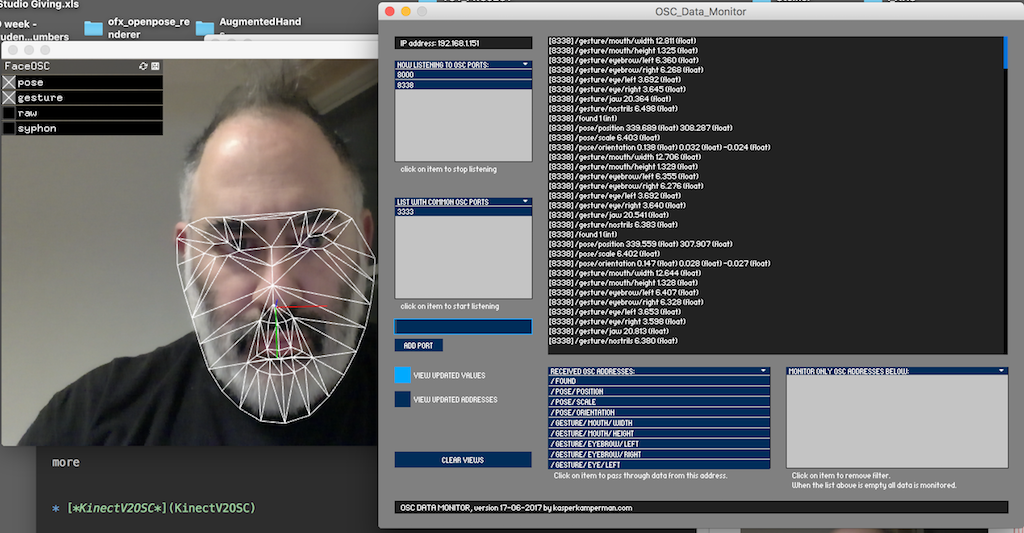 Studio Giving.xls
week -
uden...umbers
ofx_openpose_re
nderer
AugmentedHand
s
FaceOSC
pose
gesture
raw
syphon
more
* [*KinectV2OSC*](KinectV2OSC)
OSC_Data_Monitor
IP address: 192.168.1.151
NOW LISTENING TO OSC PORTS:
8000
8338
click on item to stop listening
LIST WITH COMMON OSC PORTS
3333
click on item to start listening
ADD PORT
VIEW UPDATED VALUES
VIEW UPDATED ADDRESSES
CLEAR VIEWS
[8338] /gesture/mouth/width 12.811 (float)
[8338] /gesture/mouth/height 1.325 (float)
[8338] /gesture/eyebrow/left 6.360 (float)
[8338] /gesture/eyebrow/right 6.268 (float)
[8338] /gesture/eye/left 3.692 (float)
[8338] /gesture/eye/right 3.645 (float)
[8338] /gesture/jaw 20.364 (float)
[8338] /gesture/nostrils 6.498 (float)
[8338] /found 1 (int)
[8338] /pose/position 339.689 (float) 308.287 (float)
[8338] /pose/scale 6.403 (float)
[8338] /pose/orientation 0.138 (float) 0.032 (float) -0.024 (float)
[8338] /gesture/mouth/width 12.706 (float)
[8338] /gesture/mouth/height 1.329 (float)
[8338] /gesture/eyebrow/left 6.355 (float)
[8338] /gesture/eyebrow/right 6.276 (float)
[8338] /gesture/eye/left 3.692 (float)
[8338] /gesture/eye/right 3.640 (float)
[8338] /gesture/jaw 20.541 (float)
[8338] /gesture/nostrils 6.383 (float)
[8338] /found 1 (int)
[8338] /pose/position 339.559 (float) 307.907 (float)
[8338] /pose/scale 6.402 (float)
[8338] /pose/orientation 0.147 (float) 0.028 (float) -0.027 (float)
[8338] /gesture/mouth/width 12.644 (float)
[8338] /gesture/mouth/height 1.328 (float)
[8338] /gesture/eyebrow/left 6.407 (float)
[8338] /gesture/eyebrow/right 6.328 (float)
[8338] /gesture/eye/left 3.653 (float)
[8338] /gesture/eye/right 3.598 (float)
[8338] /gesture/jaw 20.813 (float)
[8338] /gesture/nostrils 6.380 (float)
RECEIVED OSC ADDRESSES:
/FOUND
/POSE/POSITION
/POSE/SCALE
/POSE/ORIENTATION
/GESTURE/MOUTH/WIDTH
/GESTURE/MOUTH/HEIGHT
/GESTURE/EYEBROW/LEFT
/GESTURE/EYEBROW/RIGHT
/GESTURE/EYE/LEFT
Click on item to pass through data from this address.
MONITOR ONLY OSC ADDRESSES BELOW:
Click on item to remove filter.
When the list above is empty all data is monitored.
OSC DATA MONITOR, version 17-06-2017 by kasperkamperman.com